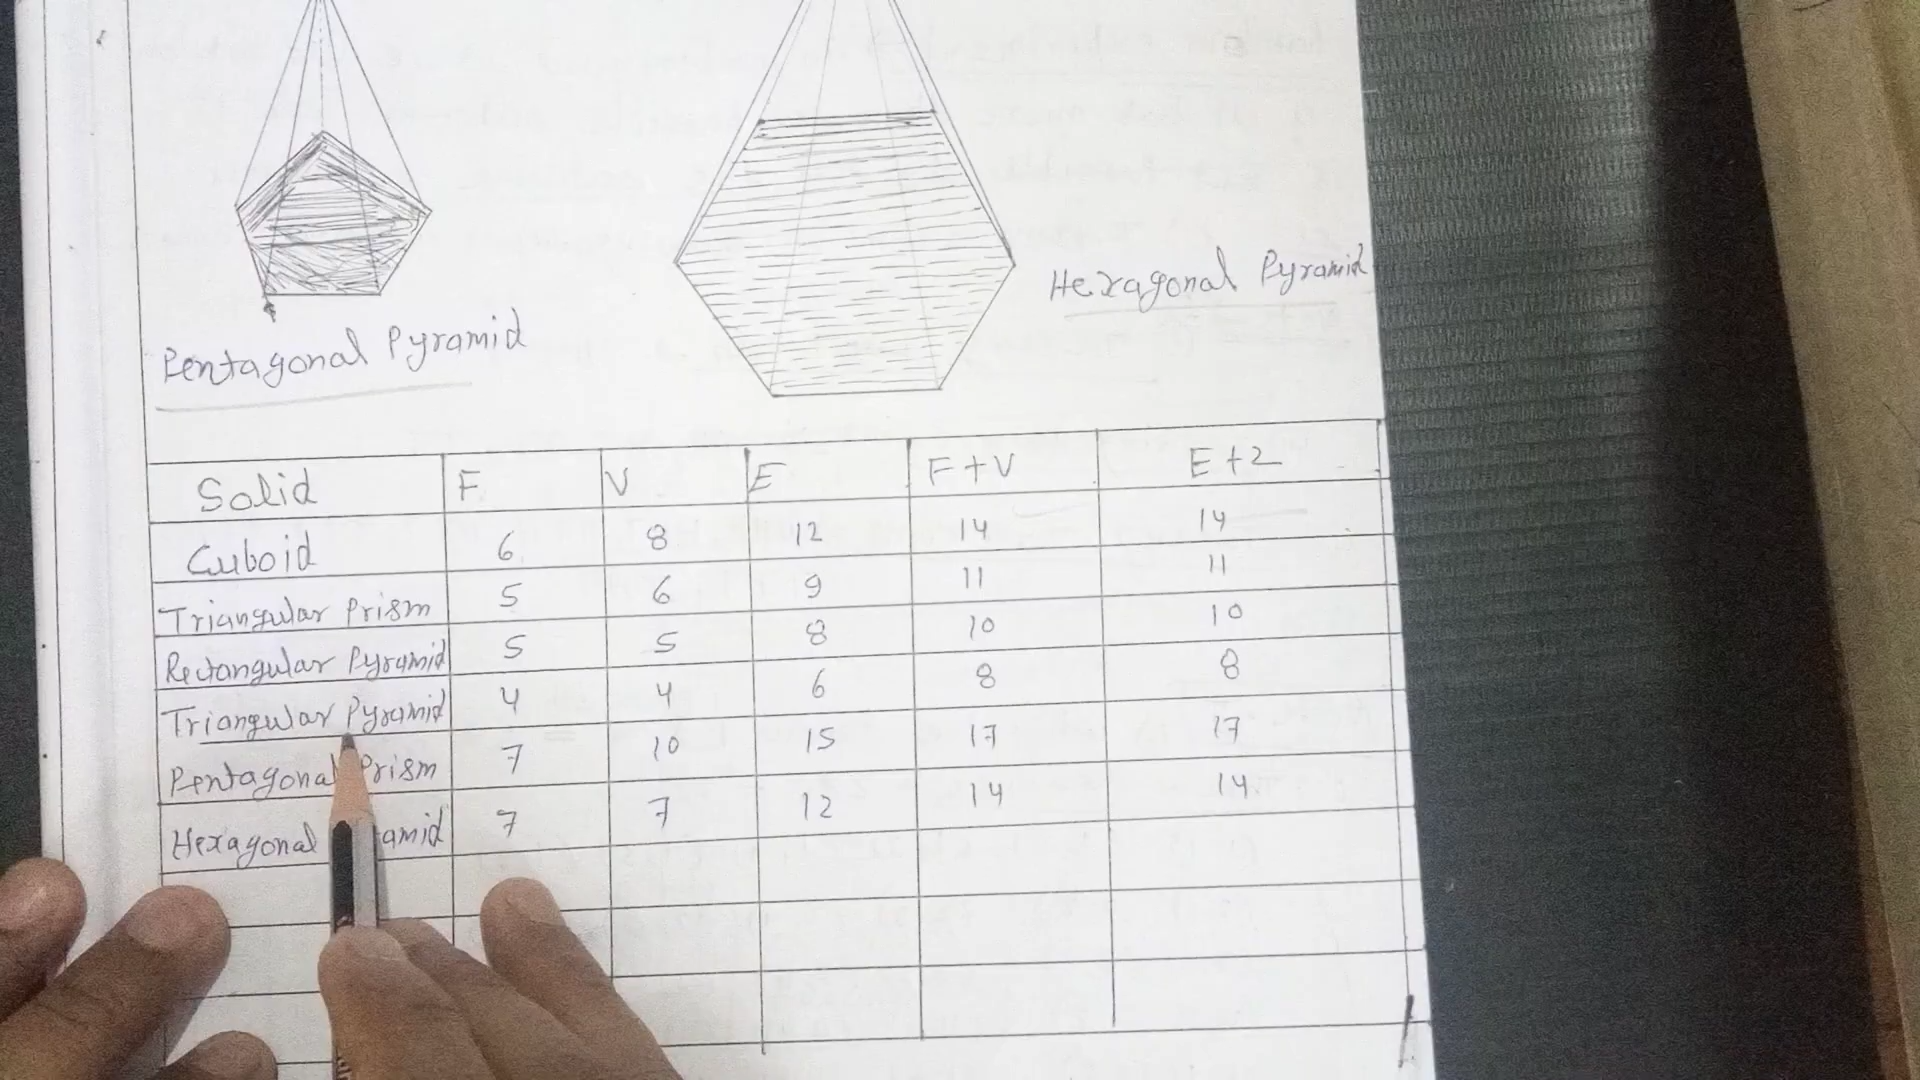 Pentagonal Pyramid
Hexagonal Pyramid
Solid F V E F+V E+2
Cuboid 6 8 12 14 14
Triangular Prism 5 6 9 11 11
Rectangular Pyramid 5 5 8 10 10
Triangular Pyramid 4 4 6 8 8
Pentagonal Prism 7 10 15 17 17
Hexagonal amid 7 7 12 14 14